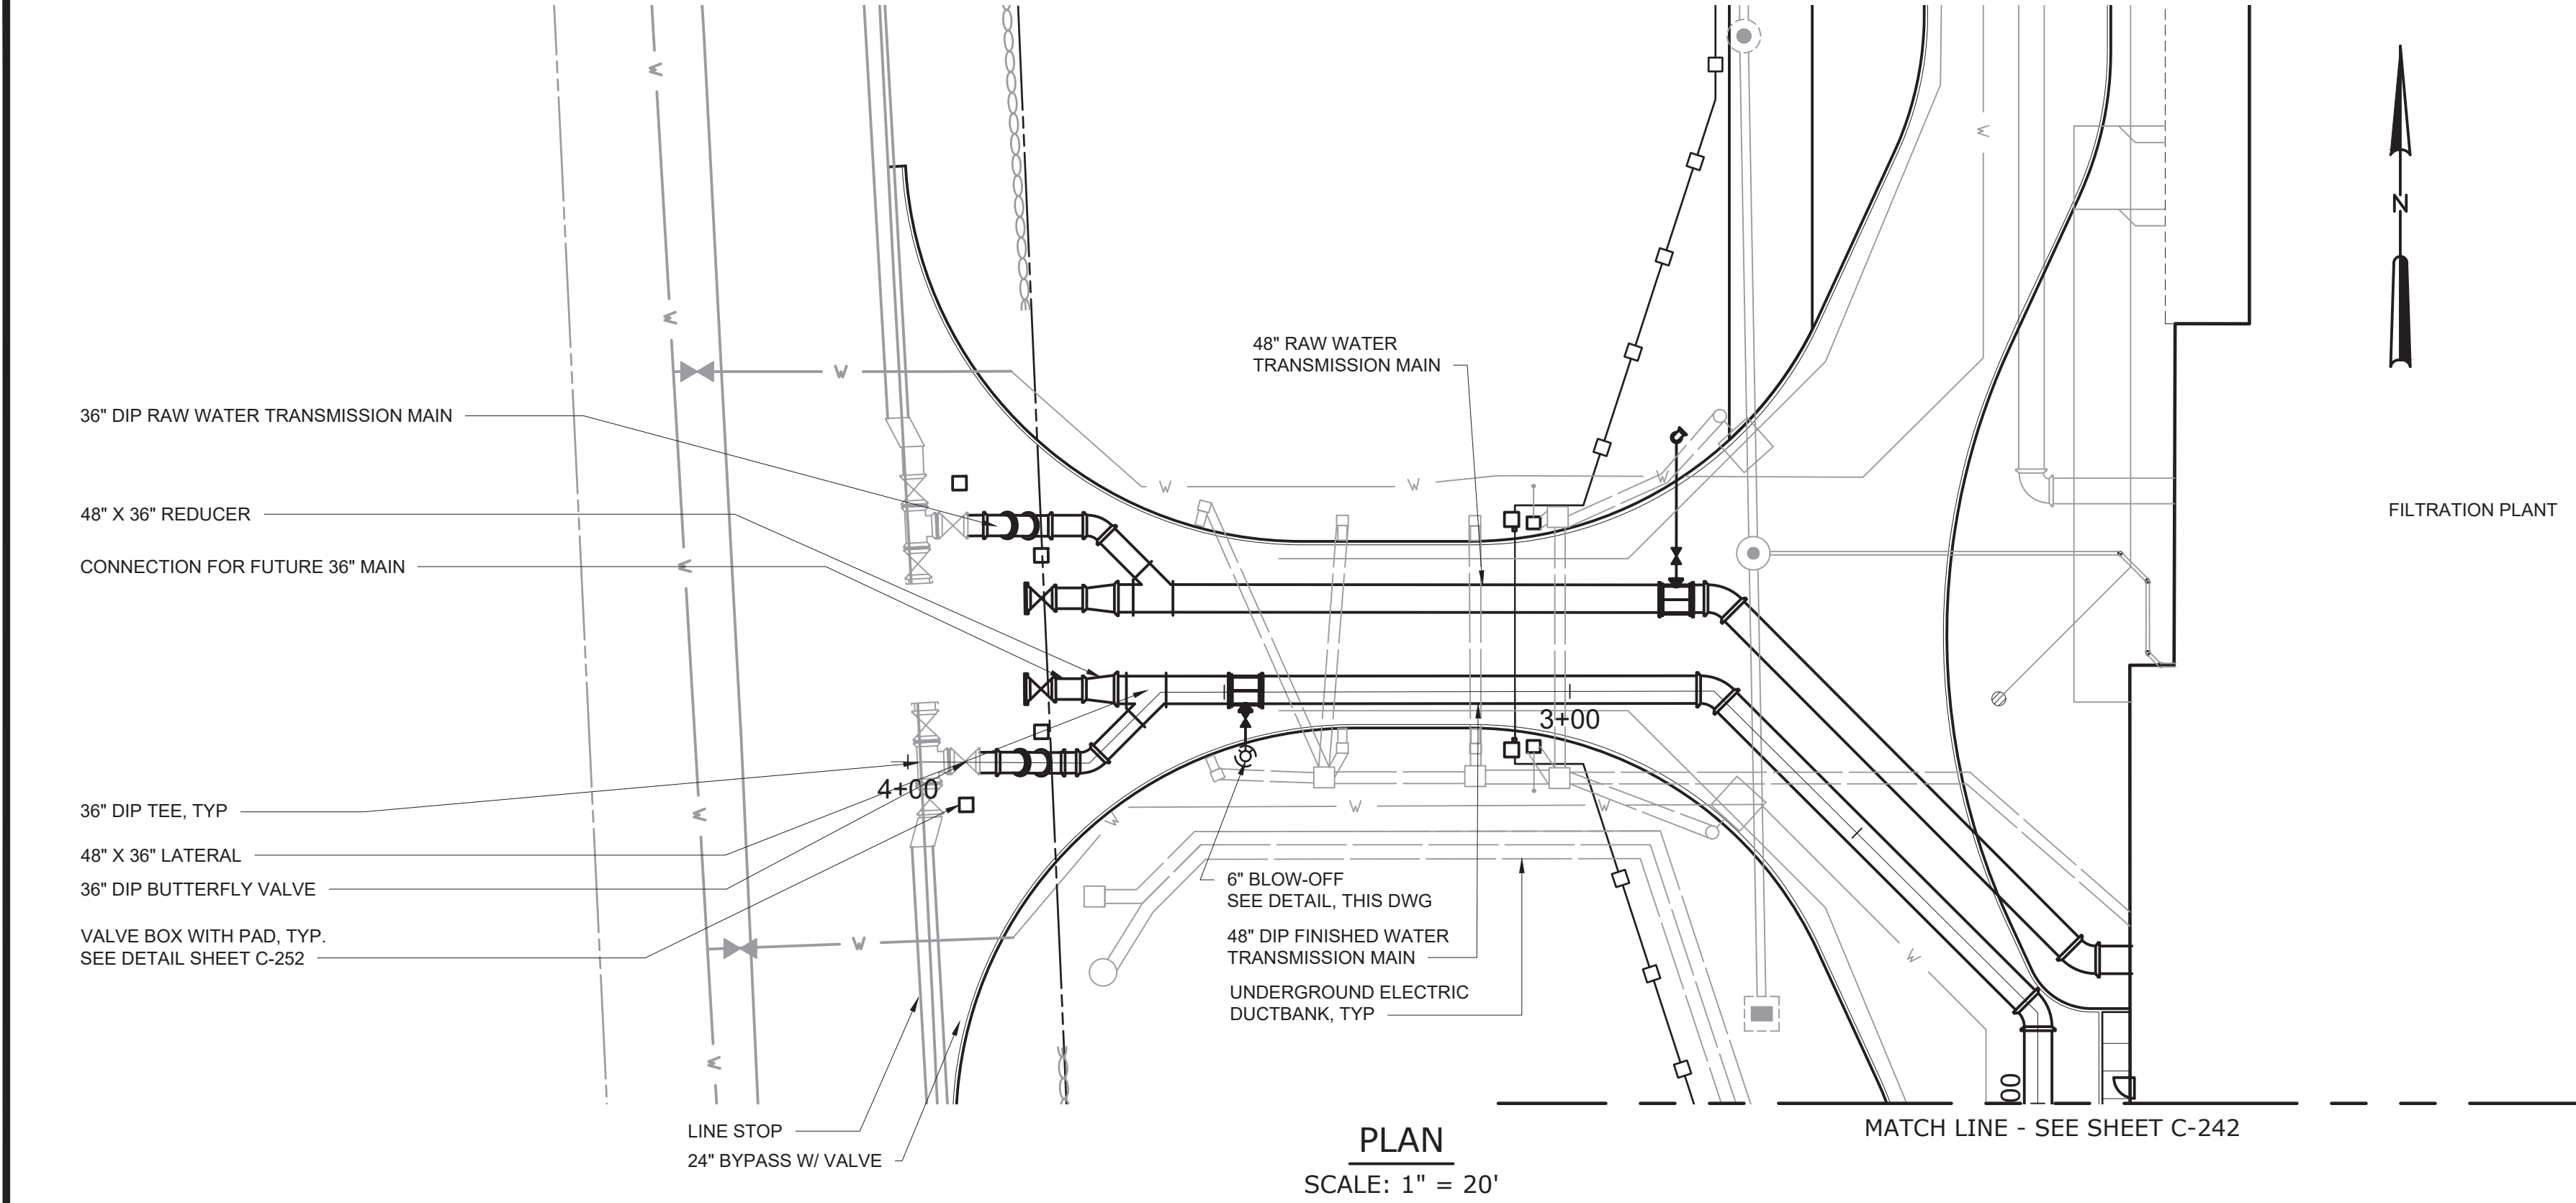 W
W
W
W
N
48" RAW WATER
TRANSMISSION MAIN
W
36" DIP RAW WATER TRANSMISSION MAIN
W
W
W
FILTRATION PLANT
48" X 36" REDUCER
CONNECTION FOR FUTURE 36" MAIN
W
3+00
4+00
36" DIP TEE, TYP
W
W
W
W
48" X 36" LATERAL
36" DIP BUTTERFLY VALVE
6" BLOW-OFF
SEE DETAIL, THIS DWG
VALVE BOX WITH PAD, TYP.
SEE DETAIL SHEET C-252
W
48" DIP FINISHED WATER
TRANSMISSION MAIN
W
UNDERGROUND ELECTRIC
DUCTBANK, TYP
W
00
LINE STOP
24" BYPASS W/ VALVE
MATCH LINE - SEE SHEET C-242
PLAN
SCALE: 1" = 20'